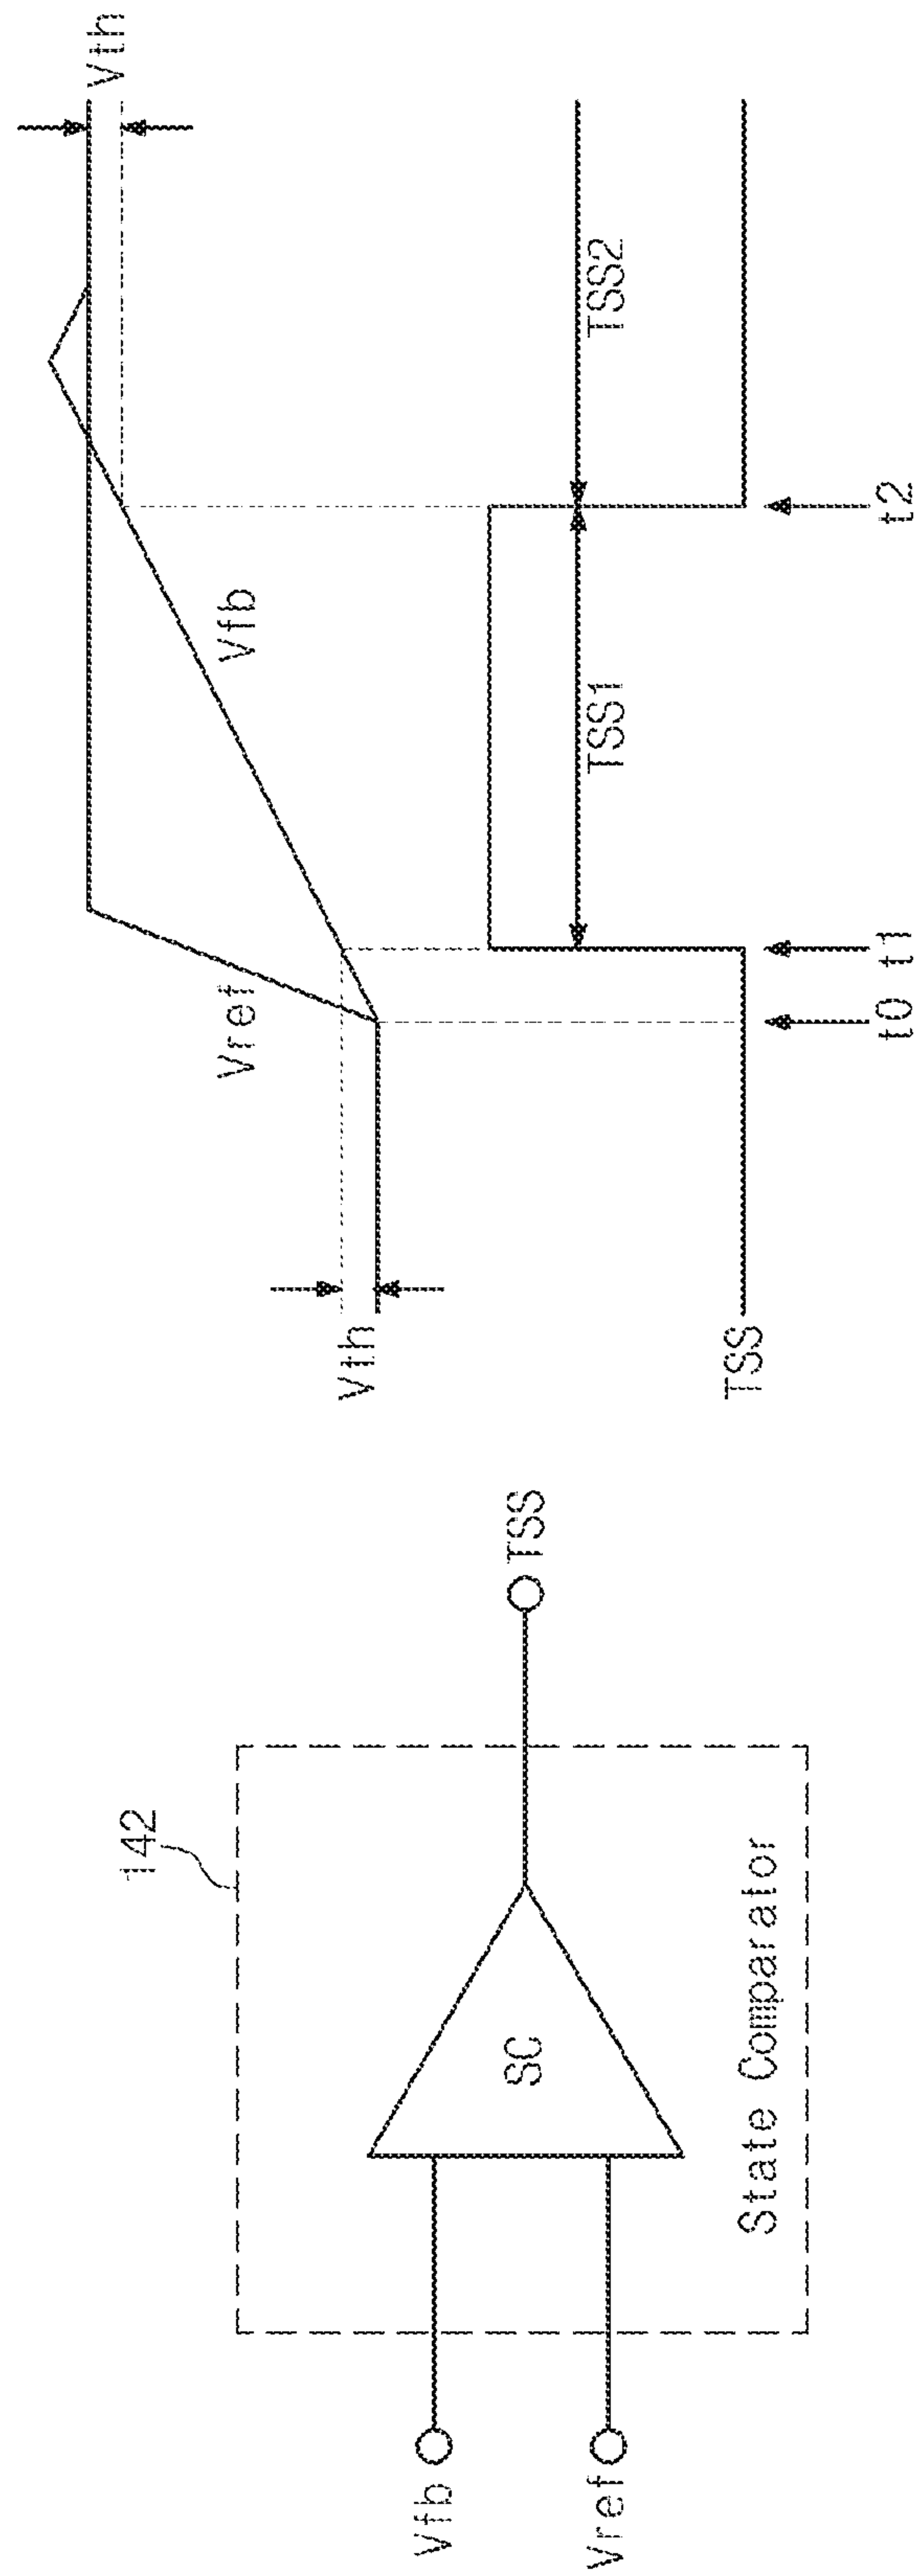 142
Vfb
Vref
SC
TSS
State Comparator
Vth
Vref
Vfb
Vth
TSS1
TSS2
TSS
t0
t1
t2